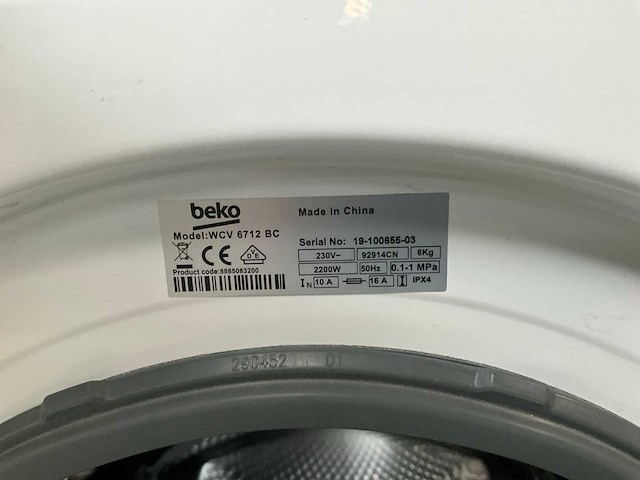 beko
Made in China
Model:WCV 6712 BC
Serial No: 19-100655-03
230V~ 92914CN 6Kg
2200W 50Hz 0.1-1 MPa
CE D E
Product code:8885083200
IN 10 A 16 A IPX4
290452 01